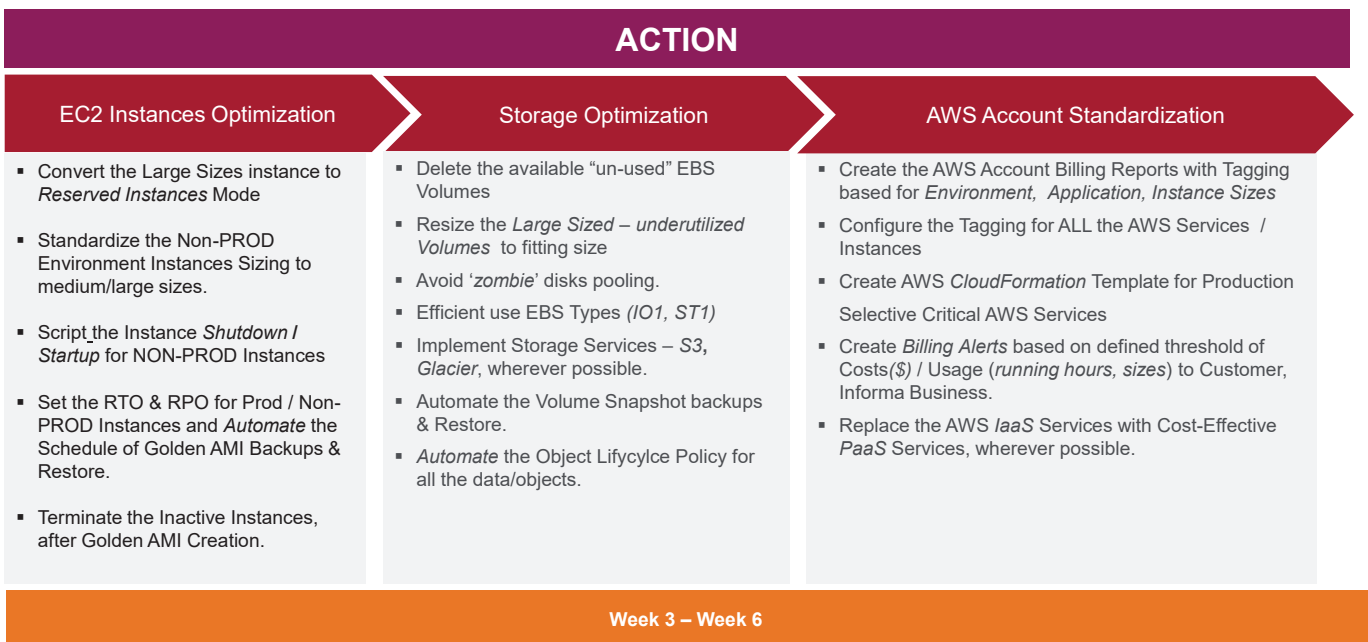 ACTION
EC2 Instances Optimization
▪ Convert the Large Sizes instance to
Reserved Instances Mode
▪ Standardize the Non-PROD
Environment Instances Sizing to
medium/large sizes.
▪ Script the Instance Shutdown /
Startup for NON-PROD Instances
▪ Set the RTO & RPO for Prod / Non-
PROD Instances and Automate the
Schedule of Golden AMI Backups &
Restore.
▪ Terminate the Inactive Instances,
after Golden AMI Creation.
Storage Optimization
▪ Delete the available “un-used” EBS
Volumes
▪ Resize the Large Sized – underutilized
Volumes to fitting size
▪ Avoid ‘zombie’ disks pooling.
▪ Efficient use EBS Types (IO1, ST1)
▪ Implement Storage Services – S3,
Glacier, wherever possible.
▪ Automate the Volume Snapshot backups
& Restore.
▪ Automate the Object Lifycylce Policy for
all the data/objects.
AWS Account Standardization
▪ Create the AWS Account Billing Reports with Tagging
based for Environment, Application, Instance Sizes
▪ Configure the Tagging for ALL the AWS Services /
Instances
▪ Create AWS CloudFormation Template for Production
Selective Critical AWS Services
▪ Create Billing Alerts based on defined threshold of
Costs($) / Usage (running hours, sizes) to Customer,
Informa Business.
▪ Replace the AWS IaaS Services with Cost-Effective
PaaS Services, wherever possible.
Week 3 – Week 6